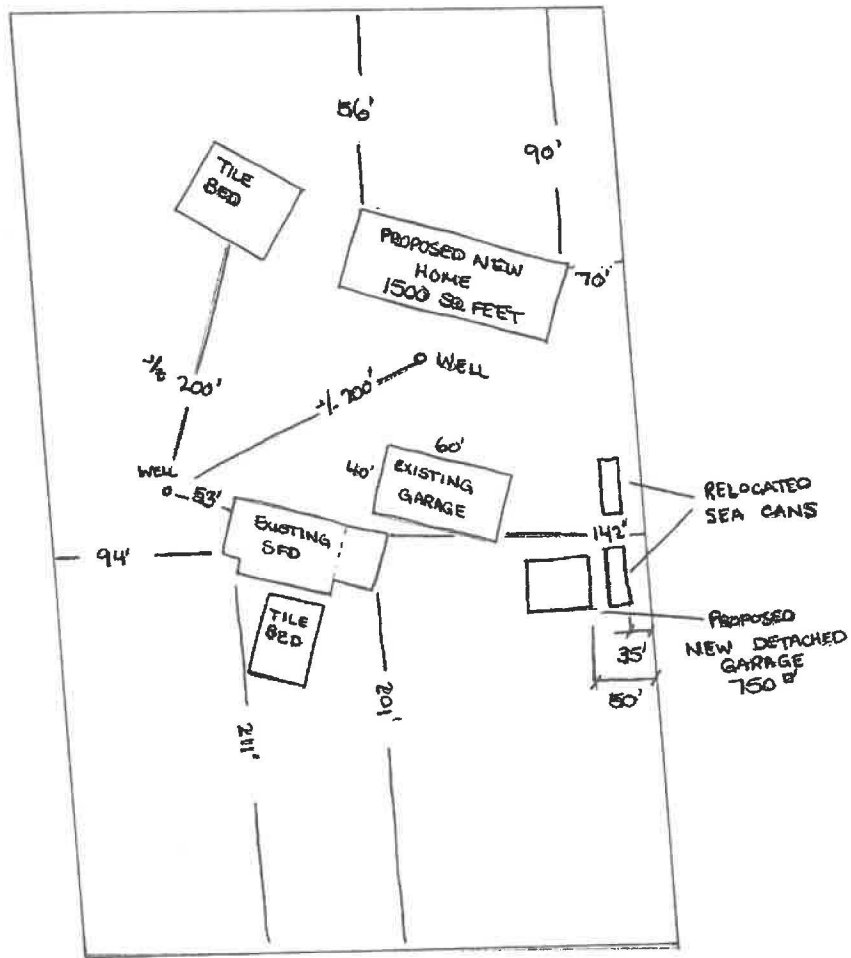 56'
90'
TILE
BED
PROPOSED NEW
HOME
1500 SQ FEET
70'
WELL
200'
200'
60'
40'
EXISTING
GARAGE
WELL
53'
EXISTING
SFD
94'
142'
RELOCATED
SEA CANS
TILE
BED
PROPOSED
NEW DETACHED
GARAGE
750
35'
50'
211'
201'